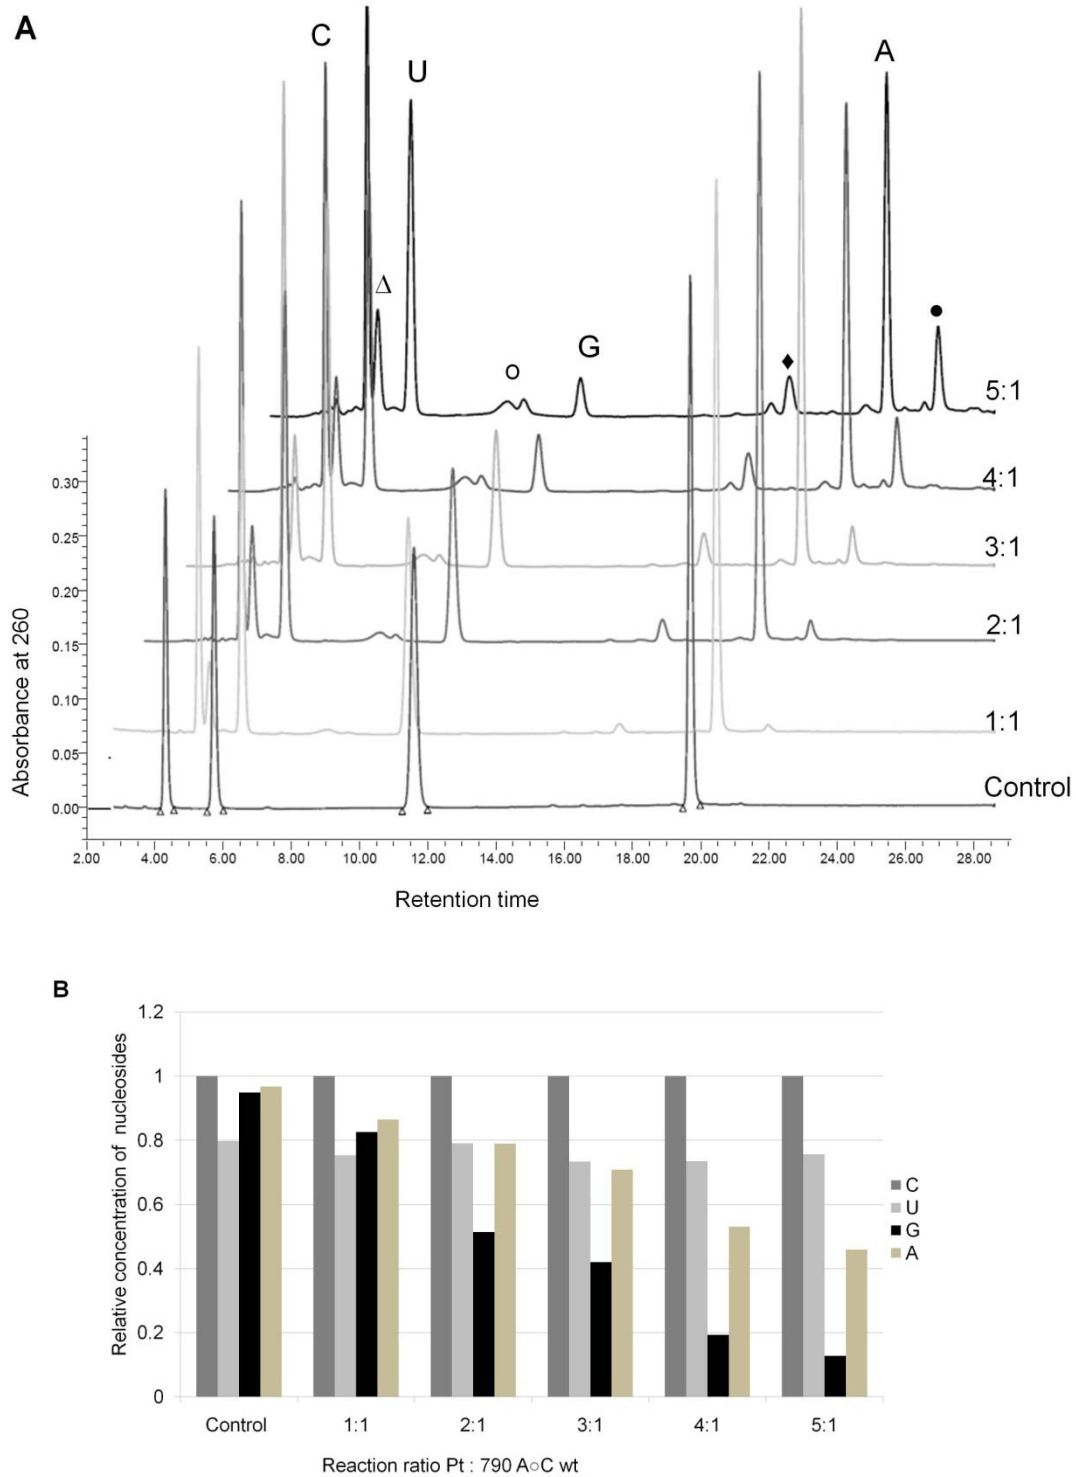 A
C
U
A
Δ
●
o
G
♦
5:1
4:1
3:1
2:1
1:1
Control
0.30
0.25
0.20
0.15
0.10
0.05
0.00
Absorbance at 260
2.00 4.00 6.00 8.00 10.00 12.00 14.00 16.00 18.00 20.00 22.00 24.00 26.00 28.00
Retention time
B
1.2
1
0.8
0.6
0.4
0.2
0
Relative concentration of nucleosides
C
U
G
A
Control 1:1 2:1 3:1 4:1 5:1
Reaction ratio Pt : 790 A○C wt